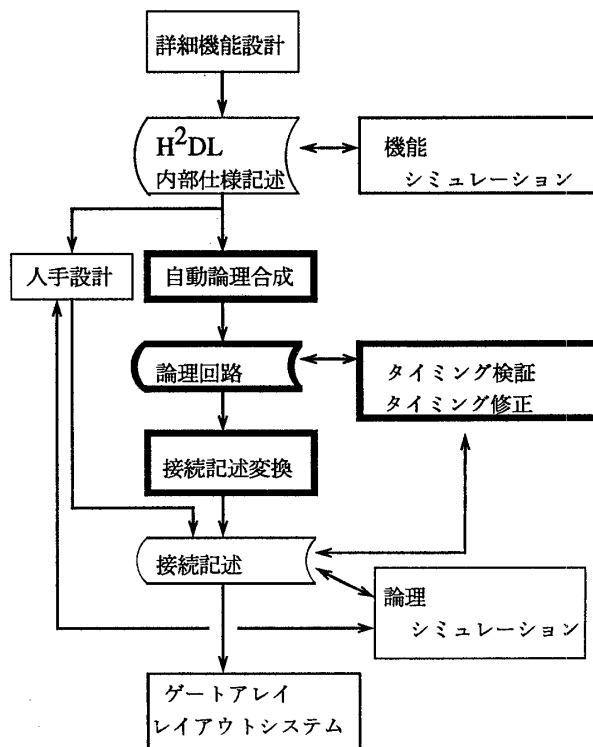 詳細機能設計
H²DL
内部仕様記述
機能
シミュレーション
人手設計
自動論理合成
論理回路
タイミング検証
タイミング修正
接続記述変換
接続記述
論理
シミュレーション
ゲートアレイ
レイアウトシステム